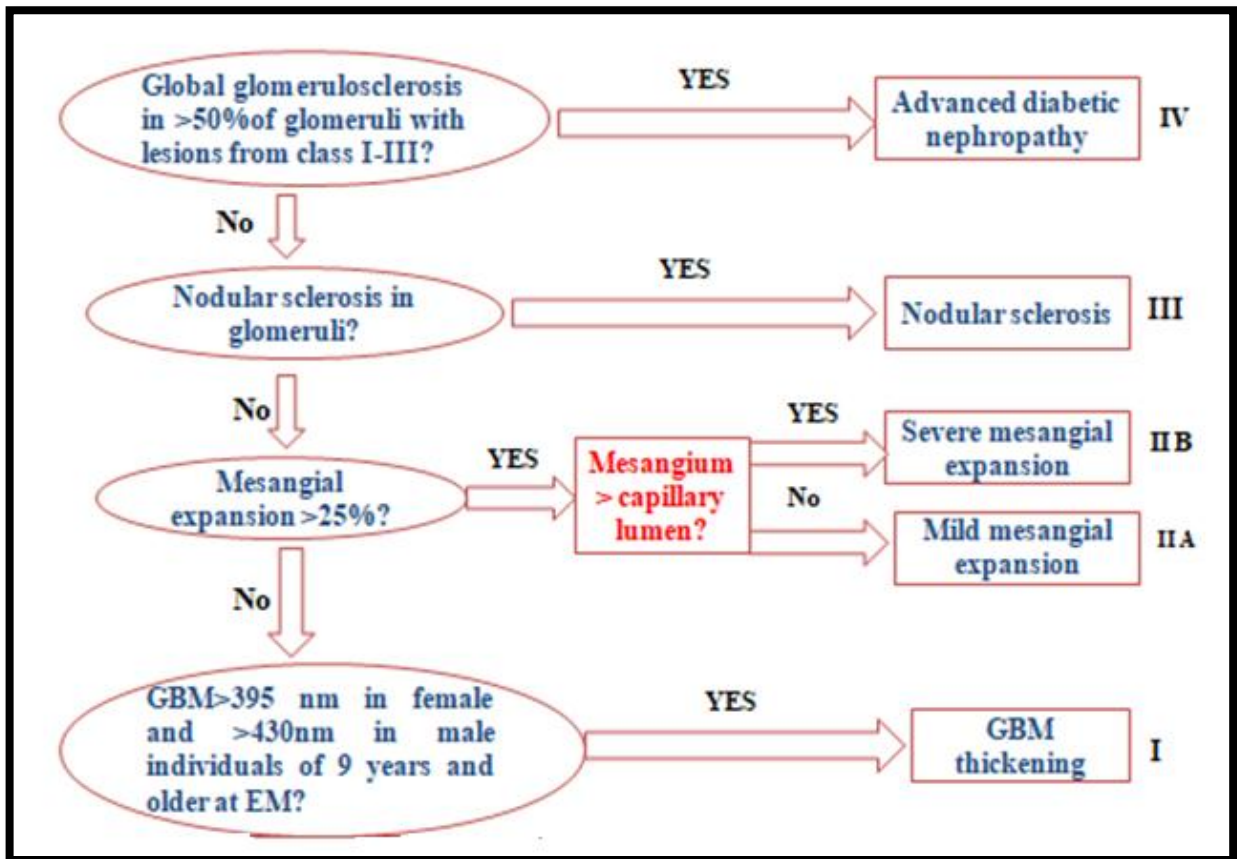 Global glomerulosclerosis
in >50%of glomeruli with
lesions from class I-III?
YES
Advanced diabetic
nephropathy
IV
No
Nodular sclerosis in
glomeruli?
YES
Nodular sclerosis
III
No
Mesangial
expansion >25%?
YES
Mesangium
> capillary
lumen?
YES
Severe mesangial
expansion
IIB
No
Mild mesangial
expansion
IIA
No
GBM>395 nm in female
and >430nm in male
individuals of 9 years and
older at EM?
YES
GBM
thickening
I